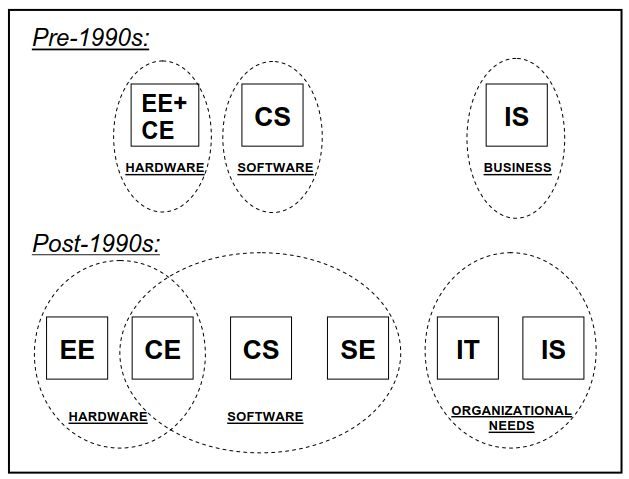 Pre-1990s:
EE+
CE
CS
IS
HARDWARE
SOFTWARE
BUSINESS
Post-1990s:
EE
CE
CS
SE
IT
IS
HARDWARE
SOFTWARE
ORGANIZATIONAL
NEEDS